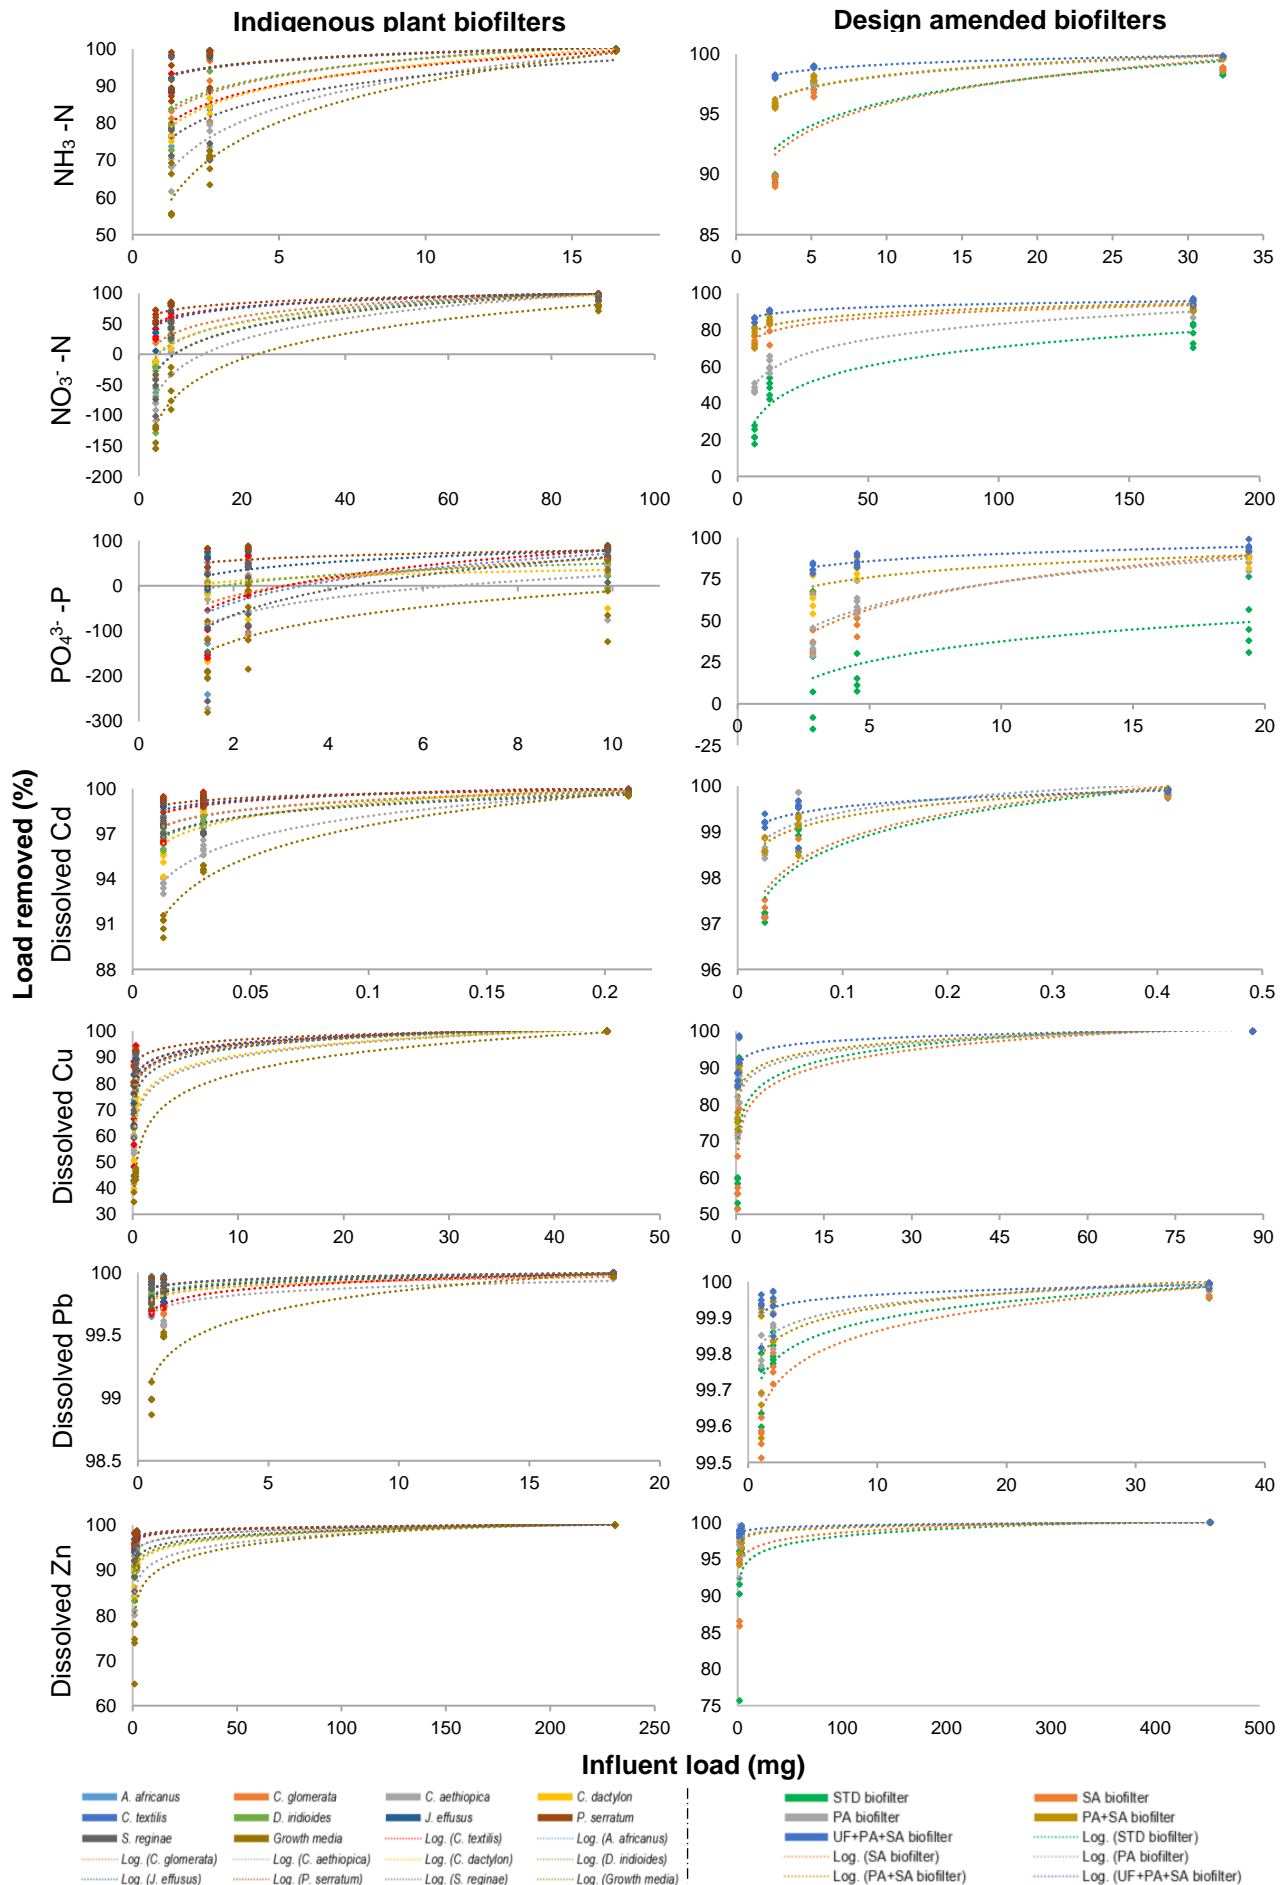 Indigenous plant biofilters
Design amended biofilters
Load removed (%)
NH₃ -N
100
90
80
70
60
50
0 5 10 15
100
95
90
85
0 5 10 15 20 25 30 35
NO₃⁻ -N
100
50
0
-50
-100
-150
-200
0 20 40 60 80 100
100
80
60
40
20
0
0 50 100 150 200
PO₄³⁻ -P
100
0
-100
-200
-300
0 2 4 6 8 10
100
75
50
25
0
-25
0 5 10 15 20
Dissolved Cd
100
97
94
91
88
0 0.05 0.1 0.15 0.2
100
99
98
97
96
0 0.1 0.2 0.3 0.4 0.5
Dissolved Cu
100
90
80
70
60
50
40
30
0 10 20 30 40 50
100
90
80
70
60
50
0 15 30 45 60 75 90
Dissolved Pb
100
99.5
99
98.5
0 5 10 15 20
100
99.9
99.8
99.7
99.6
99.5
0 10 20 30 40
Dissolved Zn
100
90
80
70
60
0 50 100 150 200 250
100
95
90
85
80
75
0 100 200 300 400 500
Influent load (mg)
A. africanus C. glomerata C. aethiopica C. dactylon
C. textilis D. iridioides J. effusus P. serratum
S. reginae Growth media Log. (C. textilis) Log. (A. africanus)
Log. (C. glomerata) Log. (C. aethiopica) Log. (C. dactylon) Log. (D. iridioides)
Log. (J. effusus) Log. (P. serratum) Log. (S. reginae) Log. (Growth media)
STD biofilter SA biofilter
PA biofilter PA+SA biofilter
UF+PA+SA biofilter Log. (STD biofilter)
Log. (SA biofilter) Log. (PA biofilter)
Log. (PA+SA biofilter) Log. (UF+PA+SA biofilter)